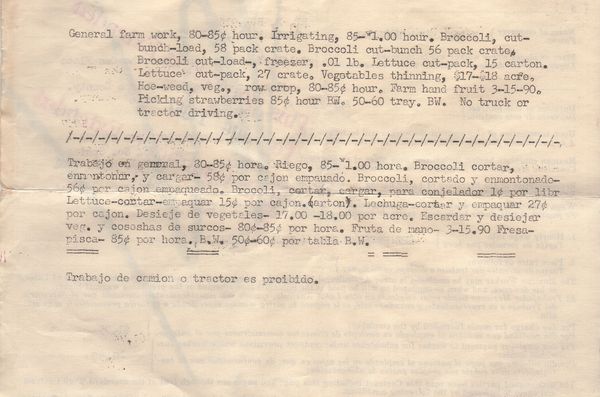 General farm work, 80-85¢ hour. Irrigating, 85-$1.00 hour. Broccoli, cut-
bundh-load, 58 pack crate. Broccoli cut-bunch 56 pack crate,
Broccoli cut-load-, freezer, .01 lb. Lettuce cut-pack, 15 carton.
Lettuce cut-pack, 27 crate. Vegetables thinning, $17-$18 acre.
Hoe-weed, veg., row crop, 80-85¢ hour. Farm hand fruit 3-15-90.
Picking strawberries 85¢ hour BW. 50-60 tray. BW. No truck or
tractor driving.
/-/-/-/-/-/-/-/-/-/-/-/-/-/-/-/-/-/-/-/-/-/-/-/-/-/-/-/-/-/-/-/-/-/-/-/-/-
Trabajo en general, 80-85¢ hora. Riego, 85-$1.00 hora. Broccoli cortar,
enmontonar, y cargar- 58¢ por cajon empauado. Broccoli, cortado y enmontonado-
56¢ por cajon empaqueado. Brocoli, cortar, cargar, para conjelador 1¢ por libr
Lettuce-cortar-empaquar 15¢ por cajon.(arton). Lechuga-cortar y empaquar 27¢
por cajon. Desieje de vegetales- 17.00 -18.00 por acre. Escardar y desiejar
veg. y cososhas de surcos- 80-85¢ por hora. Fruta de mano- 3-15.90 Fresa-
pisca- 85¢ por hora. B.W. 50¢-60¢ por tabla B.W.
Trabajo de camion o tractor es proibido.